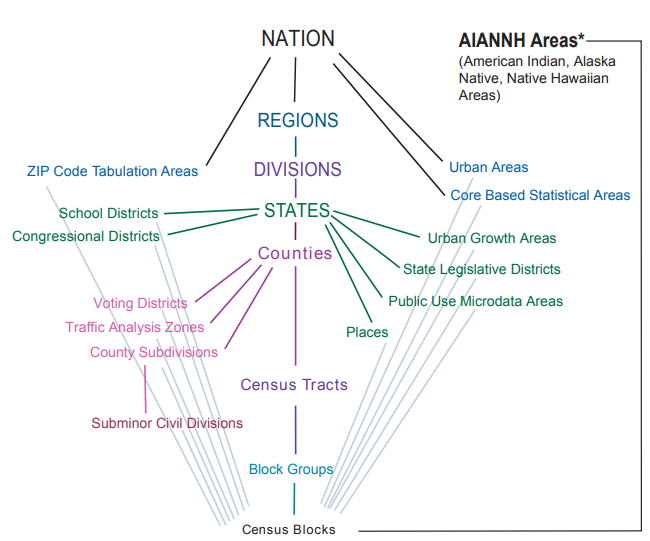 NATION
AIANNH Areas*
(American Indian, Alaska
Native, Native Hawaiian
Areas)
REGIONS
DIVISIONS
ZIP Code Tabulation Areas
Urban Areas
Core Based Statistical Areas
STATES
School Districts
Congressional Districts
Urban Growth Areas
Counties
State Legislative Districts
Voting Districts
Public Use Microdata Areas
Traffic Analysis Zones
Places
County Subdivisions
Census Tracts
Subminor Civil Divisions
Block Groups
Census Blocks